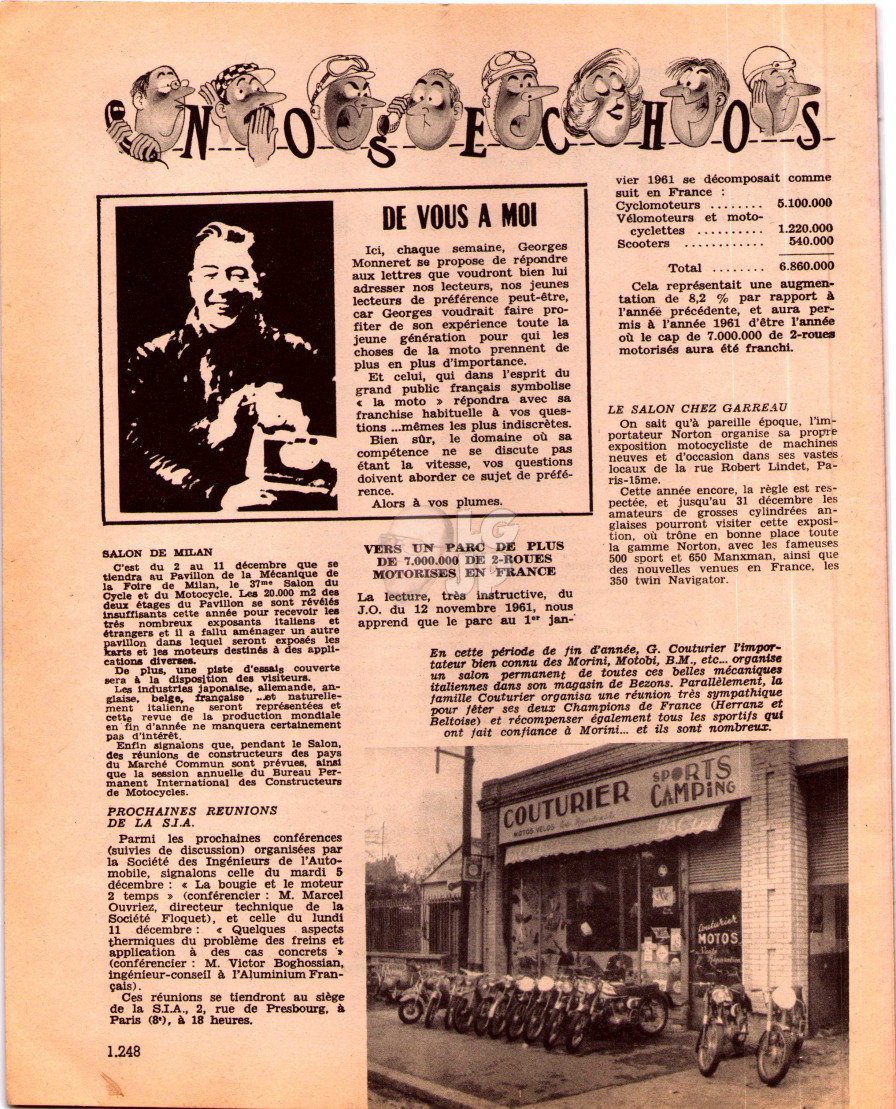 NOS ECHOS
DE VOUS A MOI
Ici, chaque semaine, Georges
Monneret se propose de répondre
aux lettres que voudront bien lui
adresser nos lecteurs, nos jeunes
lecteurs de préférence peut-être,
car Georges voudrait faire pro-
fiter de son expérience toute la
jeune génération pour qui les
choses de la moto prennent de
plus en plus d'importance.
Et celui, qui dans l'esprit du
grand public français symbolise
« la moto » répondra avec sa
franchise habituelle à vos ques-
tions ...mêmes les plus indiscrètes.
Bien sûr, le domaine où sa
compétence ne se discute pas
étant la vitesse, vos questions
doivent aborder ce sujet de préfé-
rence.
Alors à vos plumes.
SALON DE MILAN
C'est du 2 au 11 décembre que se
tiendra au Pavillon de la Mécanique de
la Foire de Milan, le 37me Salon du
Cycle et du Motocycle. Les 20.000 m2 des
deux étages du Pavillon se sont révélés
insuffisants cette année pour recevoir les
très nombreux exposants italiens et
étrangers et il a fallu aménager un autre
pavillon dans lequel seront exposés les
karts et les moteurs destinés à des appli-
cations diverses.
De plus, une piste d'essais couverte
sera à la disposition des visiteurs.
Les industries japonaise, allemande, an-
glaise, belge, française ...et naturelle-
ment italienne seront représentées et
cette revue de la production mondiale
en fin d'année ne manquera certainement
pas d'intérêt.
Enfin signalons que, pendant le Salon,
des réunions de constructeurs des pays
du Marché Commun sont prévues, ainsi
que la session annuelle du Bureau Per-
manent International des Constructeurs
de Motocycles.
PROCHAINES REUNIONS
DE LA S.I.A.
Parmi les prochaines conférences
(suivies de discussion) organisées par
la Société des Ingénieurs de l'Auto-
mobile, signalons celle du mardi 5
décembre : « La bougie et le moteur
2 temps » (conférencier : M. Marcel
Ouvriez, directeur technique de la
Société Floquet), et celle du lundi
11 décembre : « Quelques aspects
thermiques du problème des freins et
application à des cas concrets »
(conférencier : M. Victor Boghossian,
ingénieur-conseil à l'Aluminium Fran-
çais).
Ces réunions se tiendront au siège
de la S.I.A., 2, rue de Presbourg, à
Paris (8e), à 18 heures.
1.248
VERS UN PARC DE PLUS
DE 7.000.000 DE 2-ROUES
MOTORISES EN FRANCE
La lecture, très instructive, du
J.O. du 12 novembre 1961, nous
apprend que le parc au 1er jan-
vier 1961 se décomposait comme
suit en France :
Cyclomoteurs ........ 5.100.000
Vélomoteurs et moto-
cyclettes .......... 1.220.000
Scooters ............ 540.000
Total ........ 6.860.000
Cela représentait une augmen-
tation de 8,2 % par rapport à
l'année précédente, et aura per-
mis à l'année 1961 d'être l'année
où le cap de 7.000.000 de 2-roues
motorisés aura été franchi.
LE SALON CHEZ GARREAU
On sait qu'à pareille époque, l'im-
portateur Norton organise sa propre
exposition motocycliste de machines
neuves et d'occasion dans ses vastes
locaux de la rue Robert Lindet, Pa-
ris-15me.
Cette année encore, la règle est res-
pectée, et jusqu'au 31 décembre les
amateurs de grosses cylindrées an-
glaises pourront visiter cette exposi-
tion, où trône en bonne place toute
la gamme Norton, avec les fameuses
500 sport et 650 Manxman, ainsi que
des nouvelles venues en France, les
350 twin Navigator.
En cette période de fin d'année, G. Couturier l'impor-
tateur bien connu des Morini, Motobi, B.M., etc... organise
un salon permanent de toutes ces belles mécaniques
italiennes dans son magasin de Bezons. Parallèlement, la
famille Couturier organisa une réunion très sympathique
pour fêter ses deux Champions de France (Herranz et
Beltoise) et récompenser également tous les sportifs qui
ont fait confiance à Morini... et ils sont nombreux.
COUTURIER
SPORTS
CAMPING
MOTOS VELOS
Couturier
MOTOS
Vente
Réparation